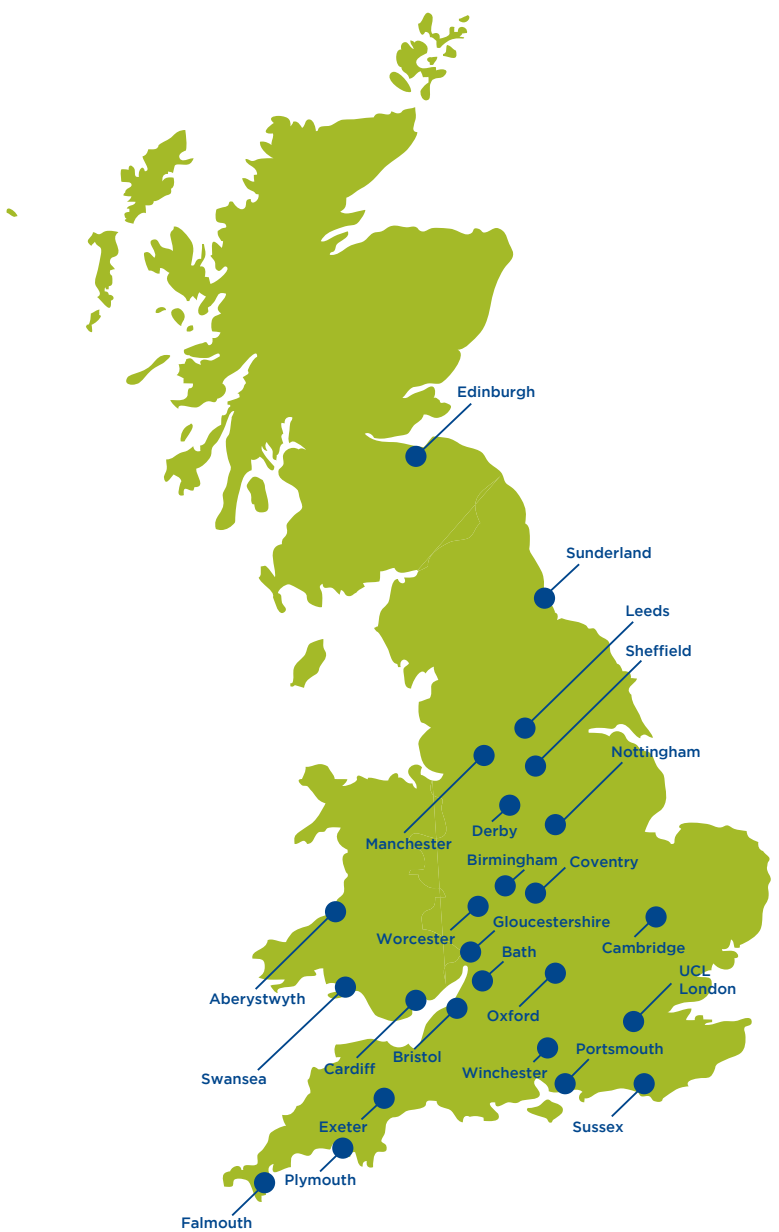 Edinburgh
Sunderland
Leeds
Sheffield
Nottingham
Manchester
Derby
Birmingham
Coventry
Worcester
Gloucestershire
Cambridge
Bath
UCL
London
Aberystwyth
Oxford
Swansea
Cardiff
Bristol
Winchester
Portsmouth
Exeter
Sussex
Plymouth
Falmouth